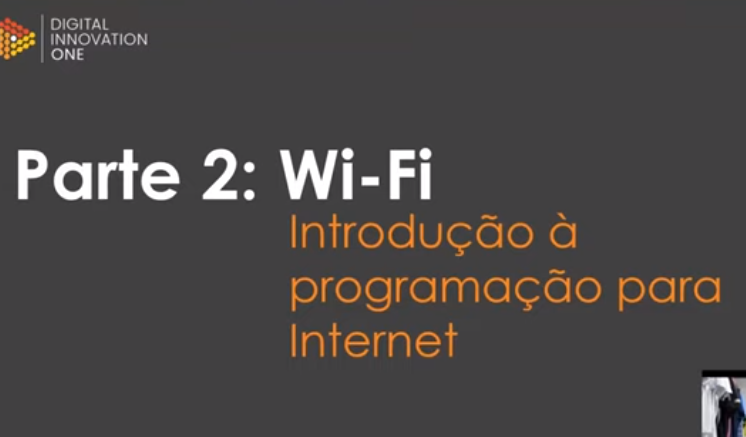 DIGITAL
INNOVATION
ONE
Parte 2: Wi-Fi
Introdução à
programação para
Internet